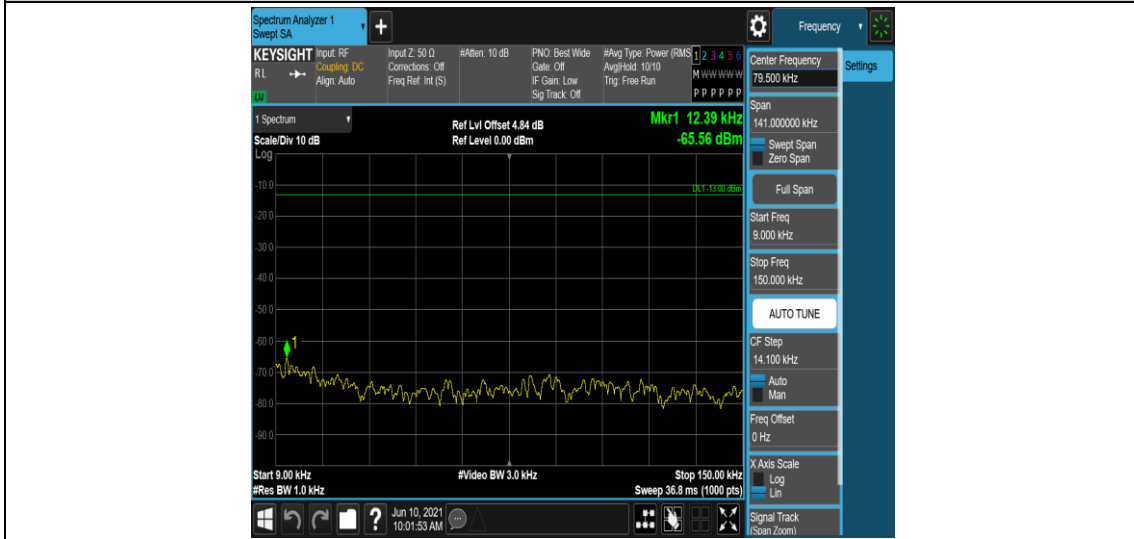 Spectrum Analyzer 1
Swept SA
+
Frequency
KEYSIGHT
RL
LXI
Input: RF
Coupling: DC
Align: Auto
Input Z: 50 Ω
Corrections: Off
Freq Ref: Int (S)
#Atten: 10 dB
PNO: Best Wide
Gate: Off
IF Gain: Low
Sig Track: Off
#Avg Type: Power (RMS
Avg|Hold: 10/10
Trig: Free Run
1 2 3 4 5 6
M W W W W W
P P P P P P
1 Spectrum
Scale/Div 10 dB
Log
Ref Lvl Offset 4.84 dB
Ref Level 0.00 dBm
Mkr1 12.39 kHz
-65.56 dBm
DL1 -13.00 dBm
-10.0
-20.0
-30.0
-40.0
-50.0
-60.0
-70.0
-80.0
-90.0
1
Start 9.00 kHz
#Video BW 3.0 kHz
Stop 150.00 kHz
#Res BW 1.0 kHz
Sweep 36.8 ms (1000 pts)
?
Jun 10, 2021
10:01:53 AM
Center Frequency
79.500 kHz
Settings
Span
141.000000 kHz
Swept Span
Zero Span
Full Span
Start Freq
9.000 kHz
Stop Freq
150.000 kHz
AUTO TUNE
CF Step
14.100 kHz
Auto
Man
Freq Offset
0 Hz
X Axis Scale
Log
Lin
Signal Track
(Span Zoom)